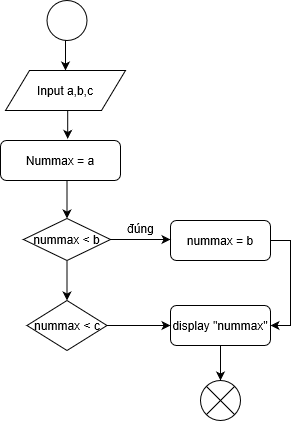 Input a,b,c
Nummax = a
nummax < b
đúng
nummax = b
nummax < c
display "nummax"